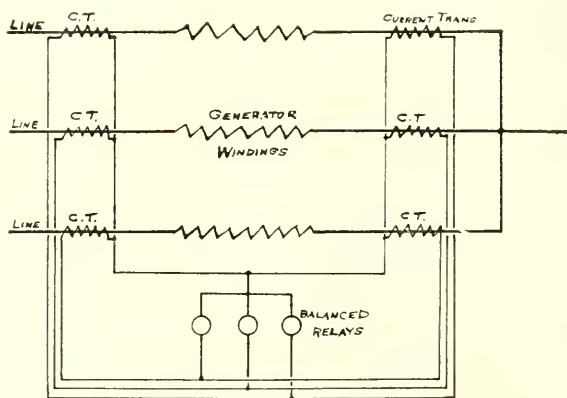 C.T.
CURRENT TRANS
LINE
C.T.
GENERATOR
C.T.
LINE
WINDINGS
C.T.
C.T.
LINE
BALANCED
RELAYS